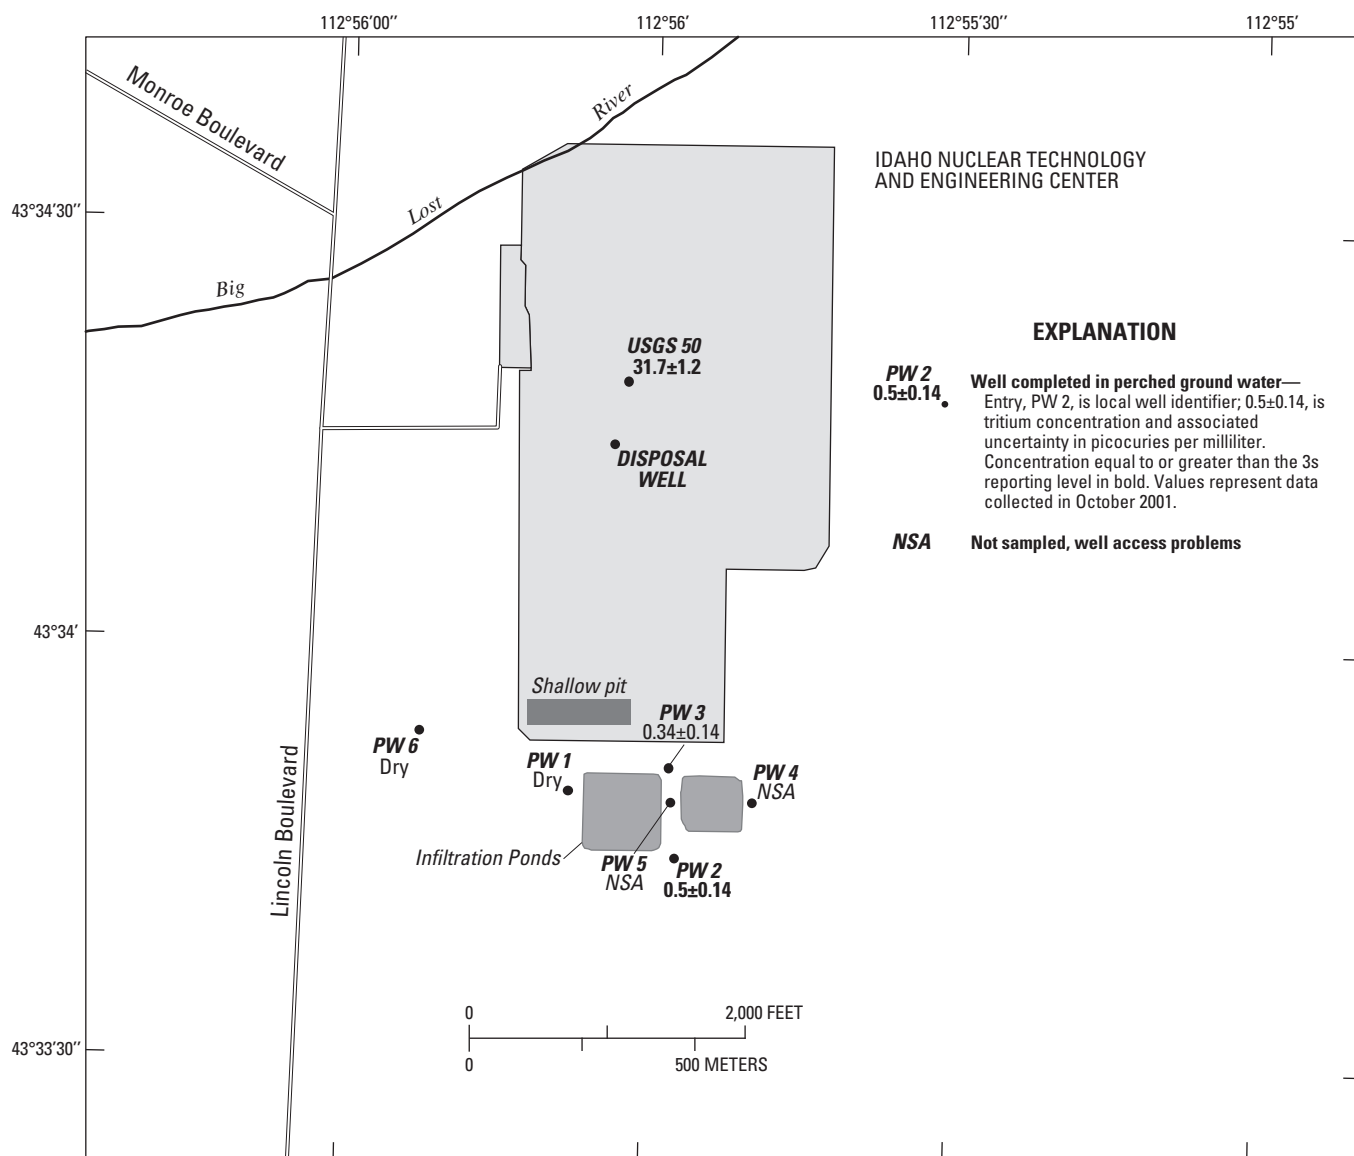 112°56'00"
112°56'
112°55'30"
112°55'
Monroe Boulevard
River
Lost
Big
IDAHO NUCLEAR TECHNOLOGY
AND ENGINEERING CENTER
43°34'30"
USGS 50
31.7±1.2
DISPOSAL
WELL
EXPLANATION
PW 2
0.5±0.14
Well completed in perched ground water—
Entry, PW 2, is local well identifier; 0.5±0.14, is
tritium concentration and associated
uncertainty in picocuries per milliliter.
Concentration equal to or greater than the 3s
reporting level in bold. Values represent data
collected in October 2001.
NSA
Not sampled, well access problems
43°34'
Shallow pit
PW 3
0.34±0.14
PW 6
Dry
PW 1
Dry
PW 4
NSA
Lincoln Boulevard
Infiltration Ponds
PW 5
NSA
PW 2
0.5±0.14
0
2,000 FEET
0
500 METERS
43°33'30"